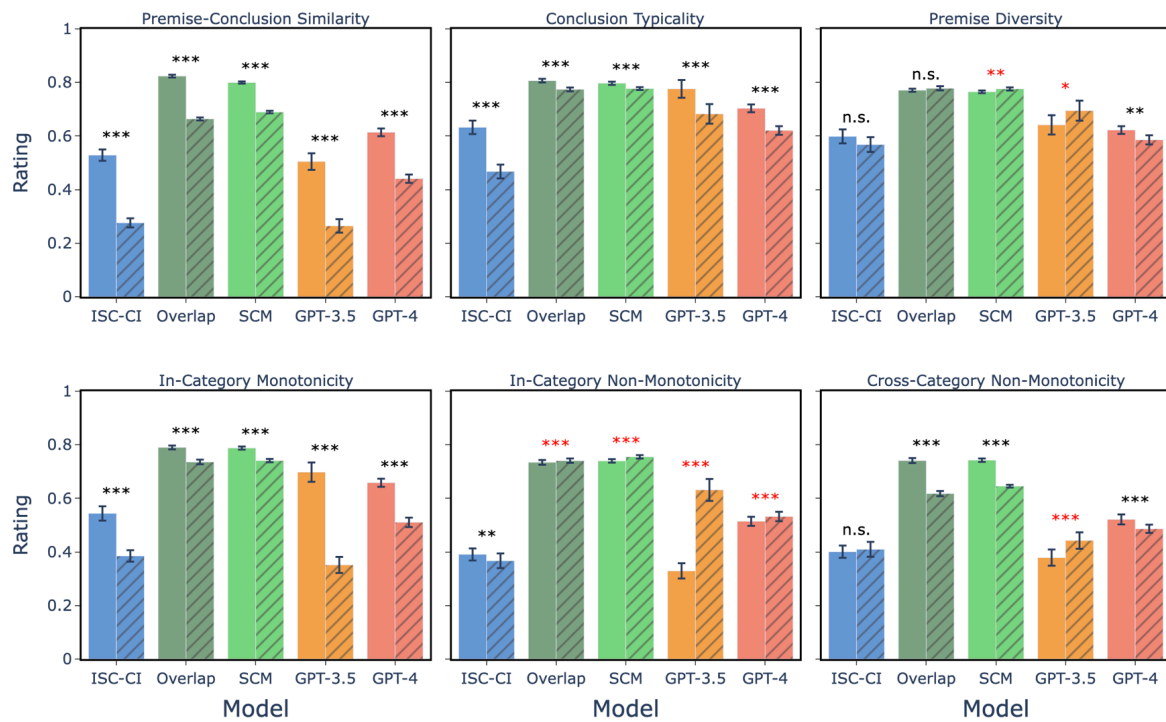 Premise-Conclusion Similarity
Conclusion Typicality
Premise Diversity
Rating
1
0.8
0.6
0.4
0.2
0
***
***
***
***
***
***
***
***
***
***
n.s.
n.s.
**
*
**
ISC-CI Overlap SCM GPT-3.5 GPT-4
ISC-CI Overlap SCM GPT-3.5 GPT-4
ISC-CI Overlap SCM GPT-3.5 GPT-4
In-Category Monotonicity
In-Category Non-Monotonicity
Cross-Category Non-Monotonicity
Rating
1
0.8
0.6
0.4
0.2
0
***
***
***
***
***
**
***
***
***
***
n.s.
***
***
***
***
ISC-CI Overlap SCM GPT-3.5 GPT-4
ISC-CI Overlap SCM GPT-3.5 GPT-4
ISC-CI Overlap SCM GPT-3.5 GPT-4
Model
Model
Model